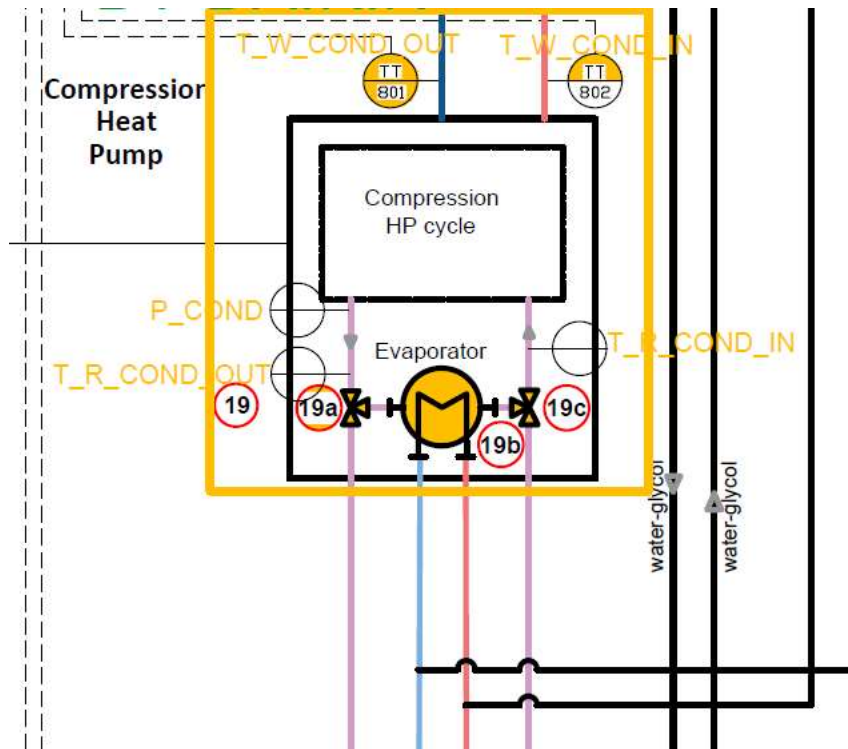 T_W_COND_OUT
T_W_COND_IN
TT
801
TT
802
Compression
Heat
Pump
Compression
HP cycle
P_COND
Evaporator
T_R_COND_IN
T_R_COND_OUT
19
19a
19c
19b
water-glycol
water-glycol